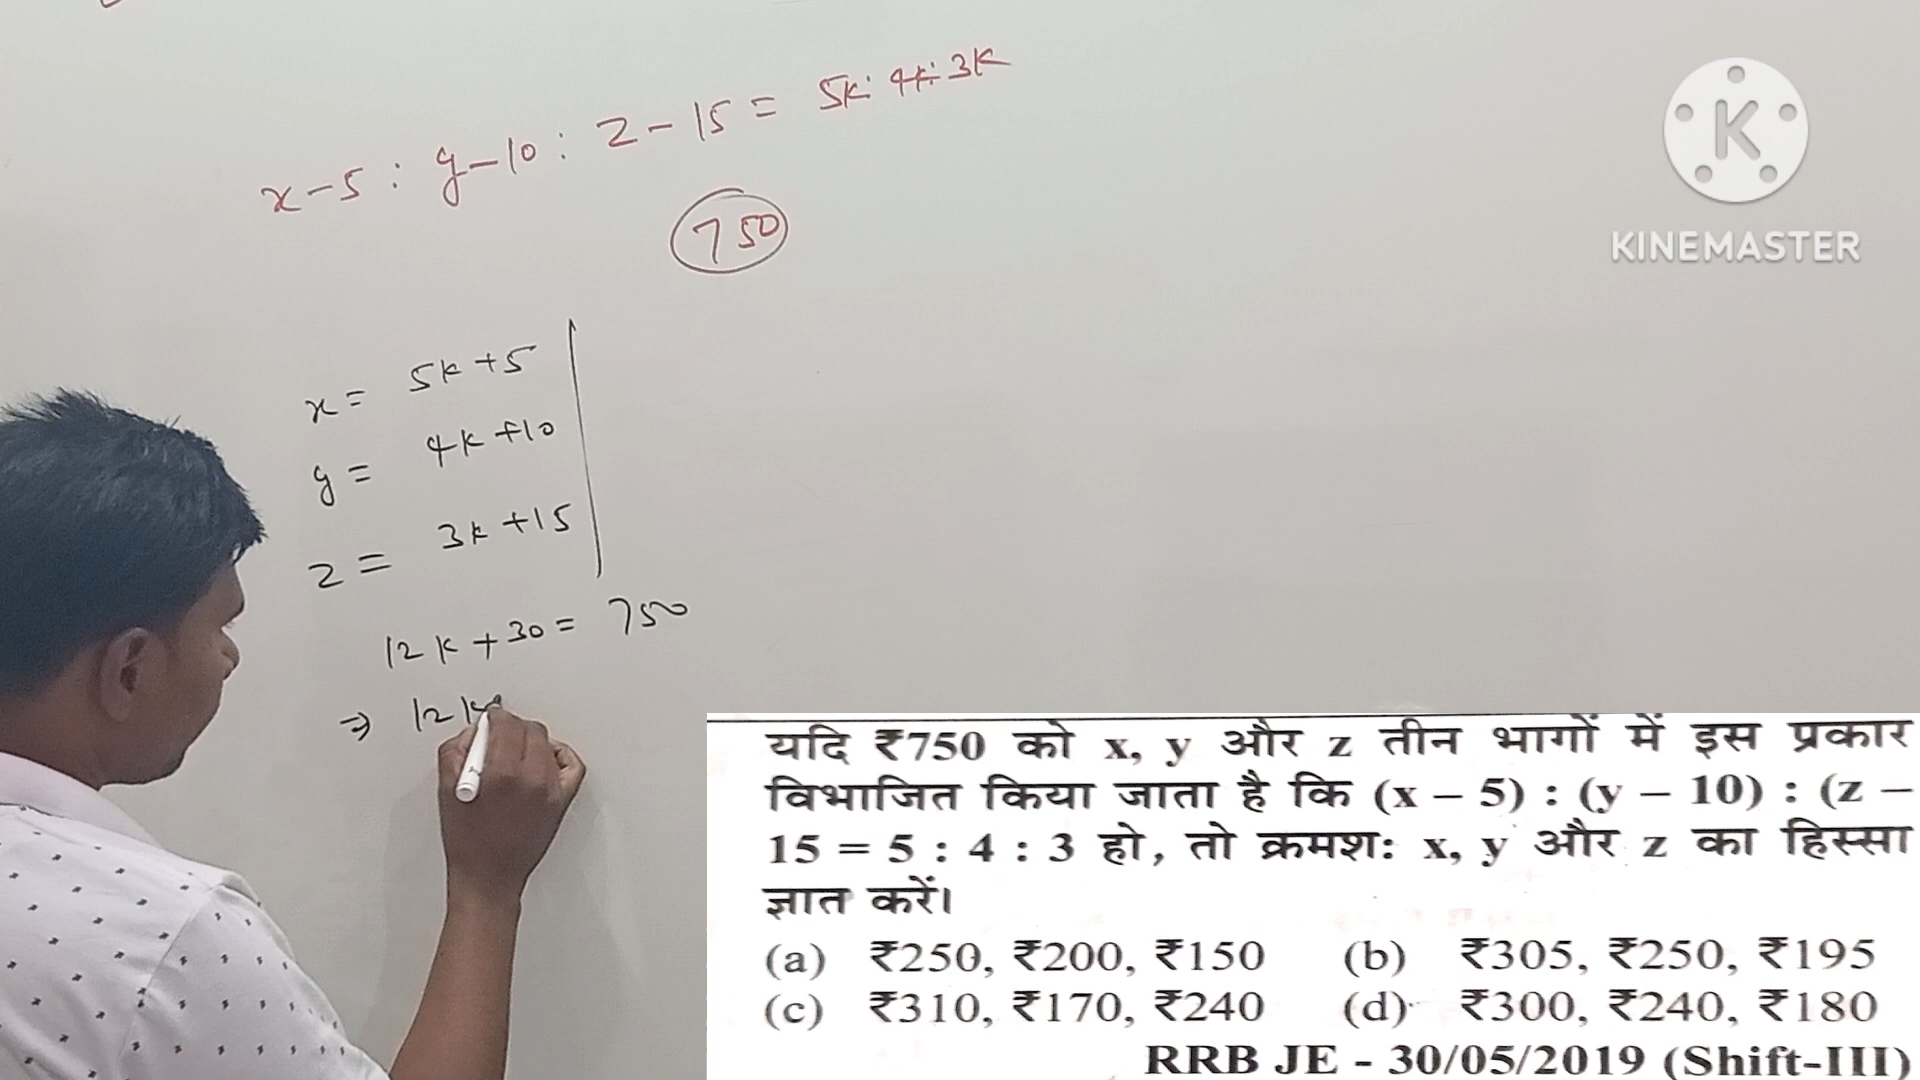 x-5 : y-10 : z-15 = 5k : 4k : 3k
750
KINEMASTER
x = 5k+5
y = 4k+10
z = 3k+15
12k+30 = 750
⇒ 12k
यदि ₹750 को x, y और z तीन भागों में इस प्रकार
विभाजित किया जाता है कि (x – 5) : (y – 10) : (z –
15 = 5 : 4 : 3 हो, तो क्रमशः x, y और z का हिस्सा
ज्ञात करें।
(a) ₹250, ₹200, ₹150 (b) ₹305, ₹250, ₹195
(c) ₹310, ₹170, ₹240 (d) ₹300, ₹240, ₹180
RRB JE - 30/05/2019 (Shift-III)